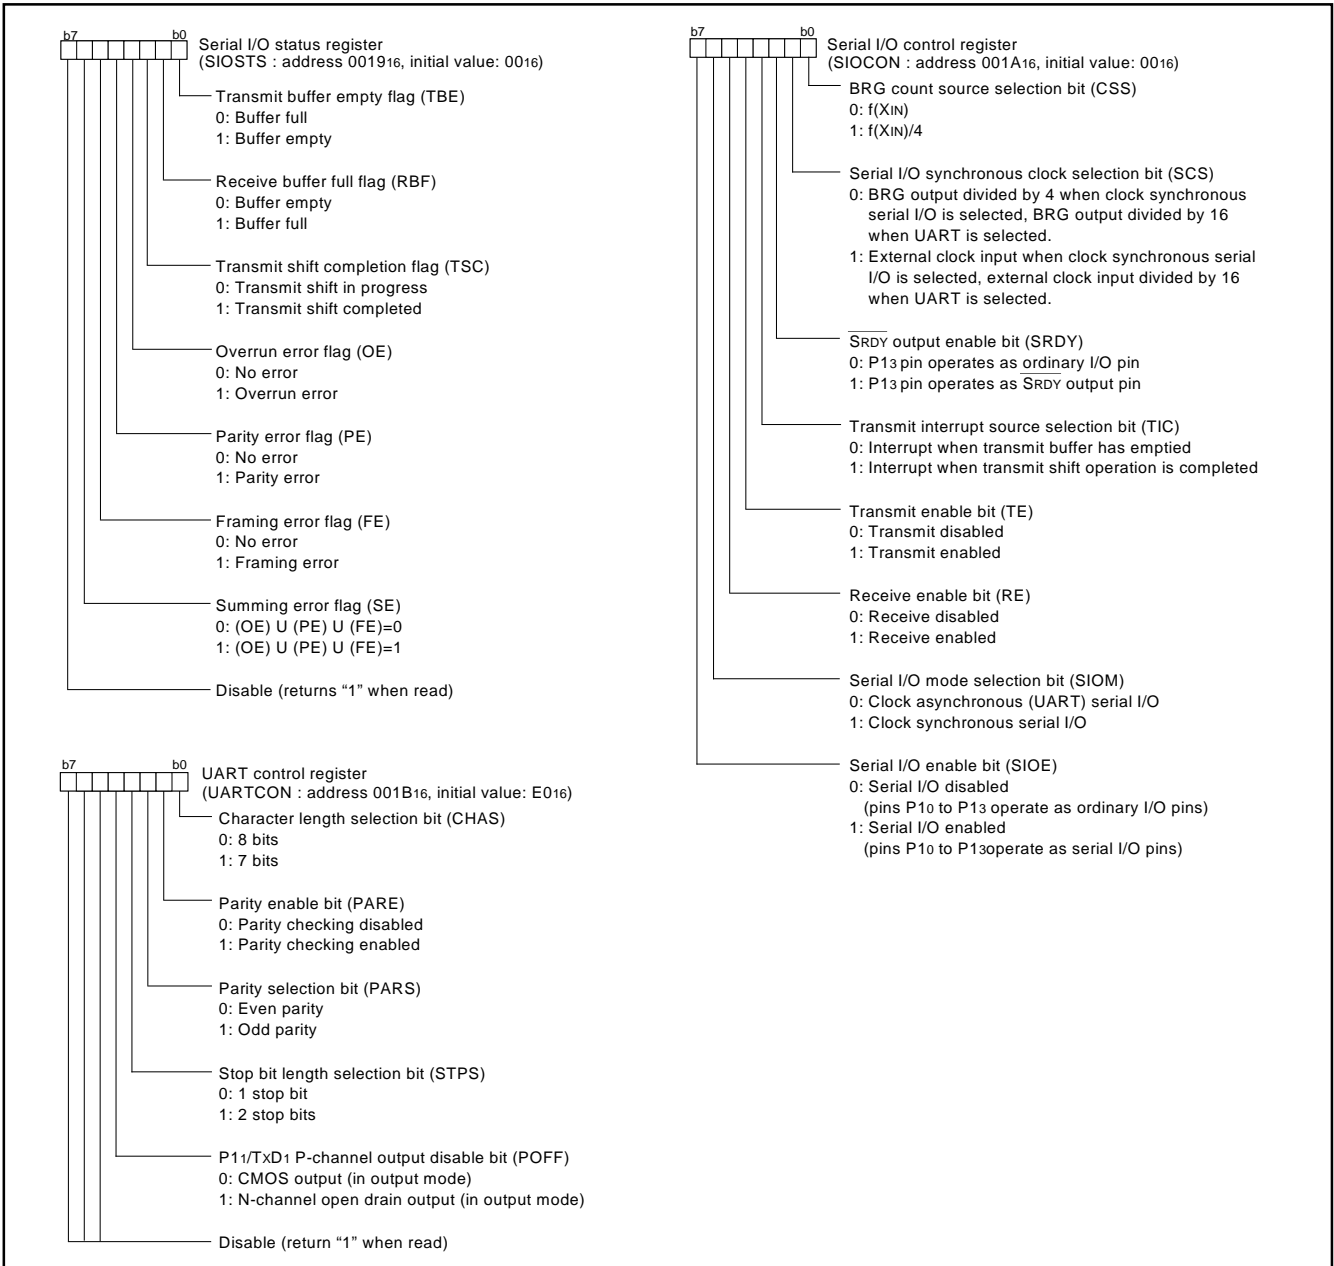 b7 b0
Serial I/O status register
(SIOSTS : address 001916, initial value: 0016)
Transmit buffer empty flag (TBE)
0: Buffer full
1: Buffer empty
Receive buffer full flag (RBF)
0: Buffer empty
1: Buffer full
Transmit shift completion flag (TSC)
0: Transmit shift in progress
1: Transmit shift completed
Overrun error flag (OE)
0: No error
1: Overrun error
Parity error flag (PE)
0: No error
1: Parity error
Framing error flag (FE)
0: No error
1: Framing error
Summing error flag (SE)
0: (OE) U (PE) U (FE)=0
1: (OE) U (PE) U (FE)=1
Disable (returns “1” when read)
b7 b0
UART control register
(UARTCON : address 001B16, initial value: E016)
Character length selection bit (CHAS)
0: 8 bits
1: 7 bits
Parity enable bit (PARE)
0: Parity checking disabled
1: Parity checking enabled
Parity selection bit (PARS)
0: Even parity
1: Odd parity
Stop bit length selection bit (STPS)
0: 1 stop bit
1: 2 stop bits
P11/TXD1 P-channel output disable bit (POFF)
0: CMOS output (in output mode)
1: N-channel open drain output (in output mode)
Disable (return “1” when read)
b7 b0
Serial I/O control register
(SIOCON : address 001A16, initial value: 0016)
BRG count source selection bit (CSS)
0: f(XIN)
1: f(XIN)/4
Serial I/O synchronous clock selection bit (SCS)
0: BRG output divided by 4 when clock synchronous
serial I/O is selected, BRG output divided by 16
when UART is selected.
1: External clock input when clock synchronous serial
I/O is selected, external clock input divided by 16
when UART is selected.
SRDY output enable bit (SRDY)
0: P13 pin operates as ordinary I/O pin
1: P13 pin operates as SRDY output pin
Transmit interrupt source selection bit (TIC)
0: Interrupt when transmit buffer has emptied
1: Interrupt when transmit shift operation is completed
Transmit enable bit (TE)
0: Transmit disabled
1: Transmit enabled
Receive enable bit (RE)
0: Receive disabled
1: Receive enabled
Serial I/O mode selection bit (SIOM)
0: Clock asynchronous (UART) serial I/O
1: Clock synchronous serial I/O
Serial I/O enable bit (SIOE)
0: Serial I/O disabled
(pins P10 to P13 operate as ordinary I/O pins)
1: Serial I/O enabled
(pins P10 to P13operate as serial I/O pins)